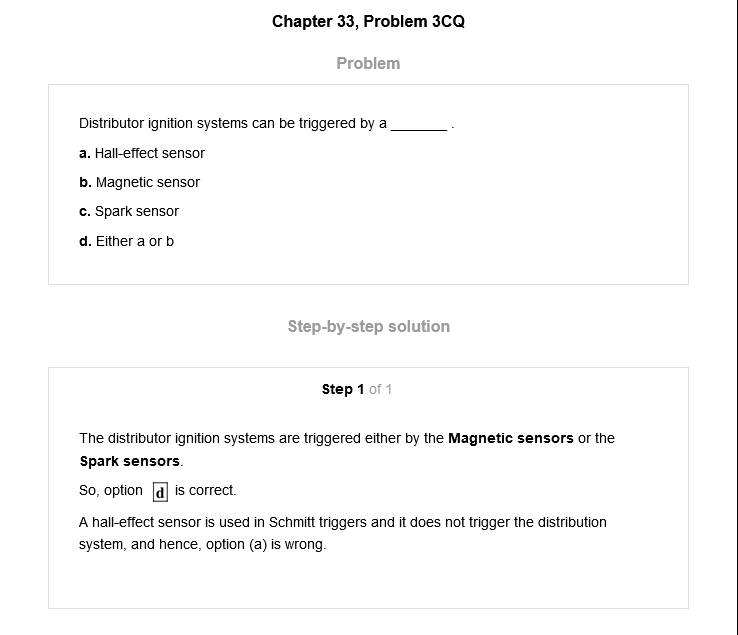 Chapter 33, Problem 3CQ
Problem
Distributor ignition systems can be triggered by a _______ .
a. Hall-effect sensor
b. Magnetic sensor
c. Spark sensor
d. Either a or b
Step-by-step solution
Step 1 of 1
The distributor ignition systems are triggered either by the Magnetic sensors or the
Spark sensors.
So, option d is correct.
A hall-effect sensor is used in Schmitt triggers and it does not trigger the distribution
system, and hence, option (a) is wrong.